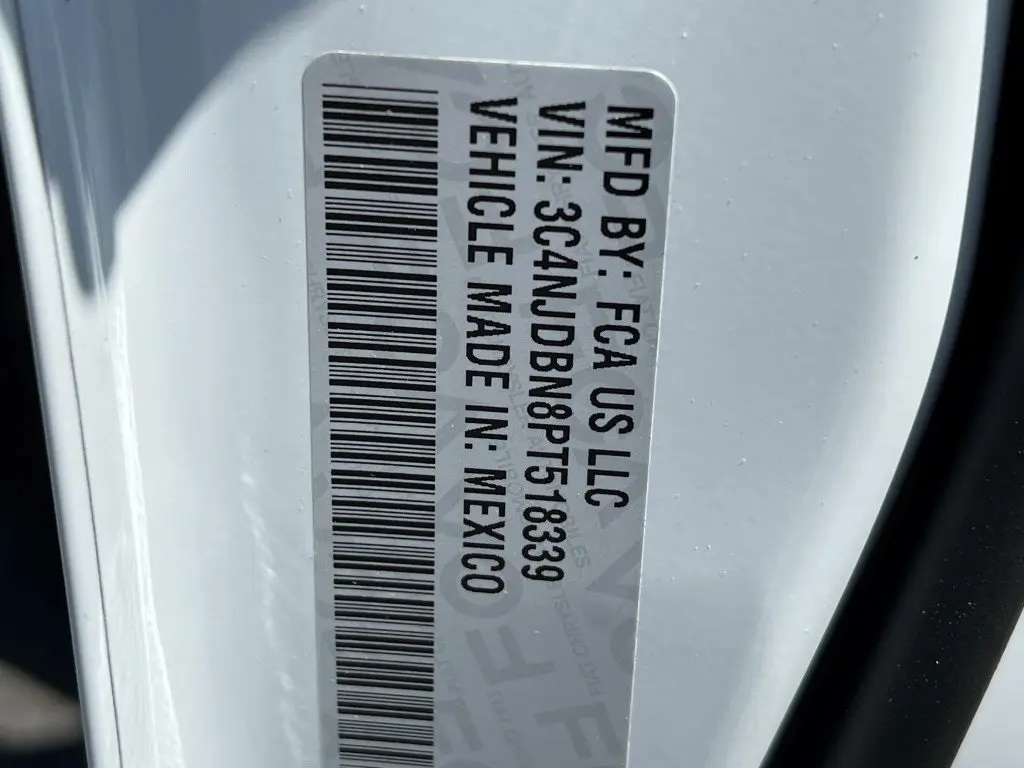 MFD BY: FCA US LLC
VIN: 3C4NJDBN8PT518339
VEHICLE MADE IN: MEXICO